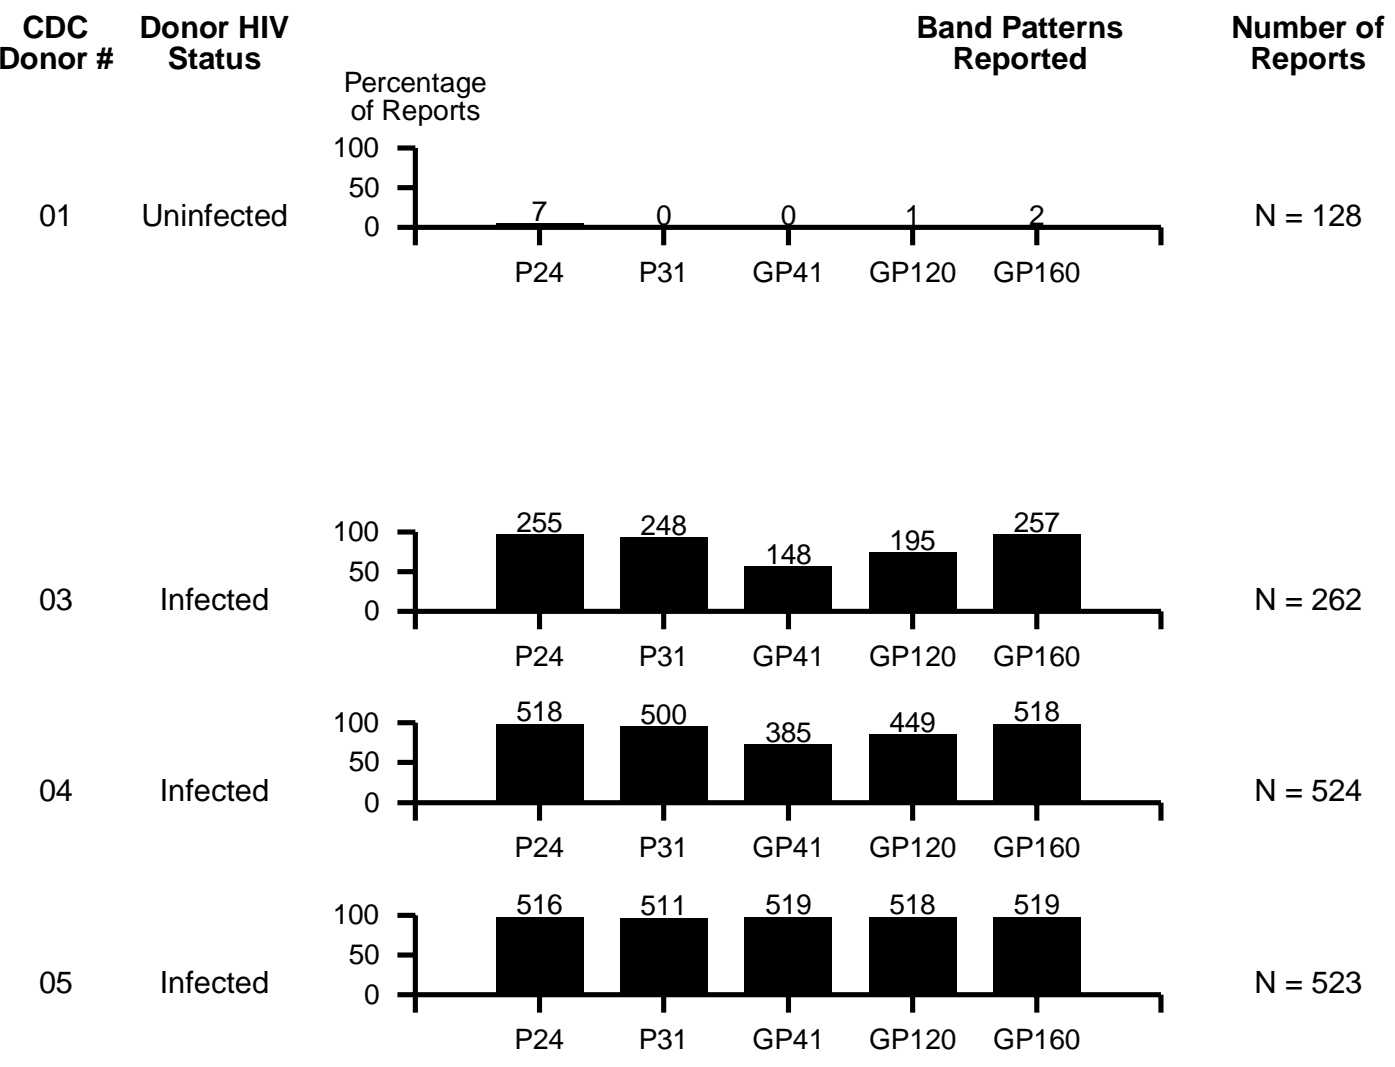 CDC
Donor #
Donor HIV
Status
Band Patterns
Reported
Number of
Reports
Percentage
of Reports
01
Uninfected
100
50
0
7
0
0
1
2
P24
P31
GP41
GP120
GP160
N = 128
03
Infected
100
50
0
255
248
148
195
257
P24
P31
GP41
GP120
GP160
N = 262
04
Infected
100
50
0
518
500
385
449
518
P24
P31
GP41
GP120
GP160
N = 524
05
Infected
100
50
0
516
511
519
518
519
P24
P31
GP41
GP120
GP160
N = 523